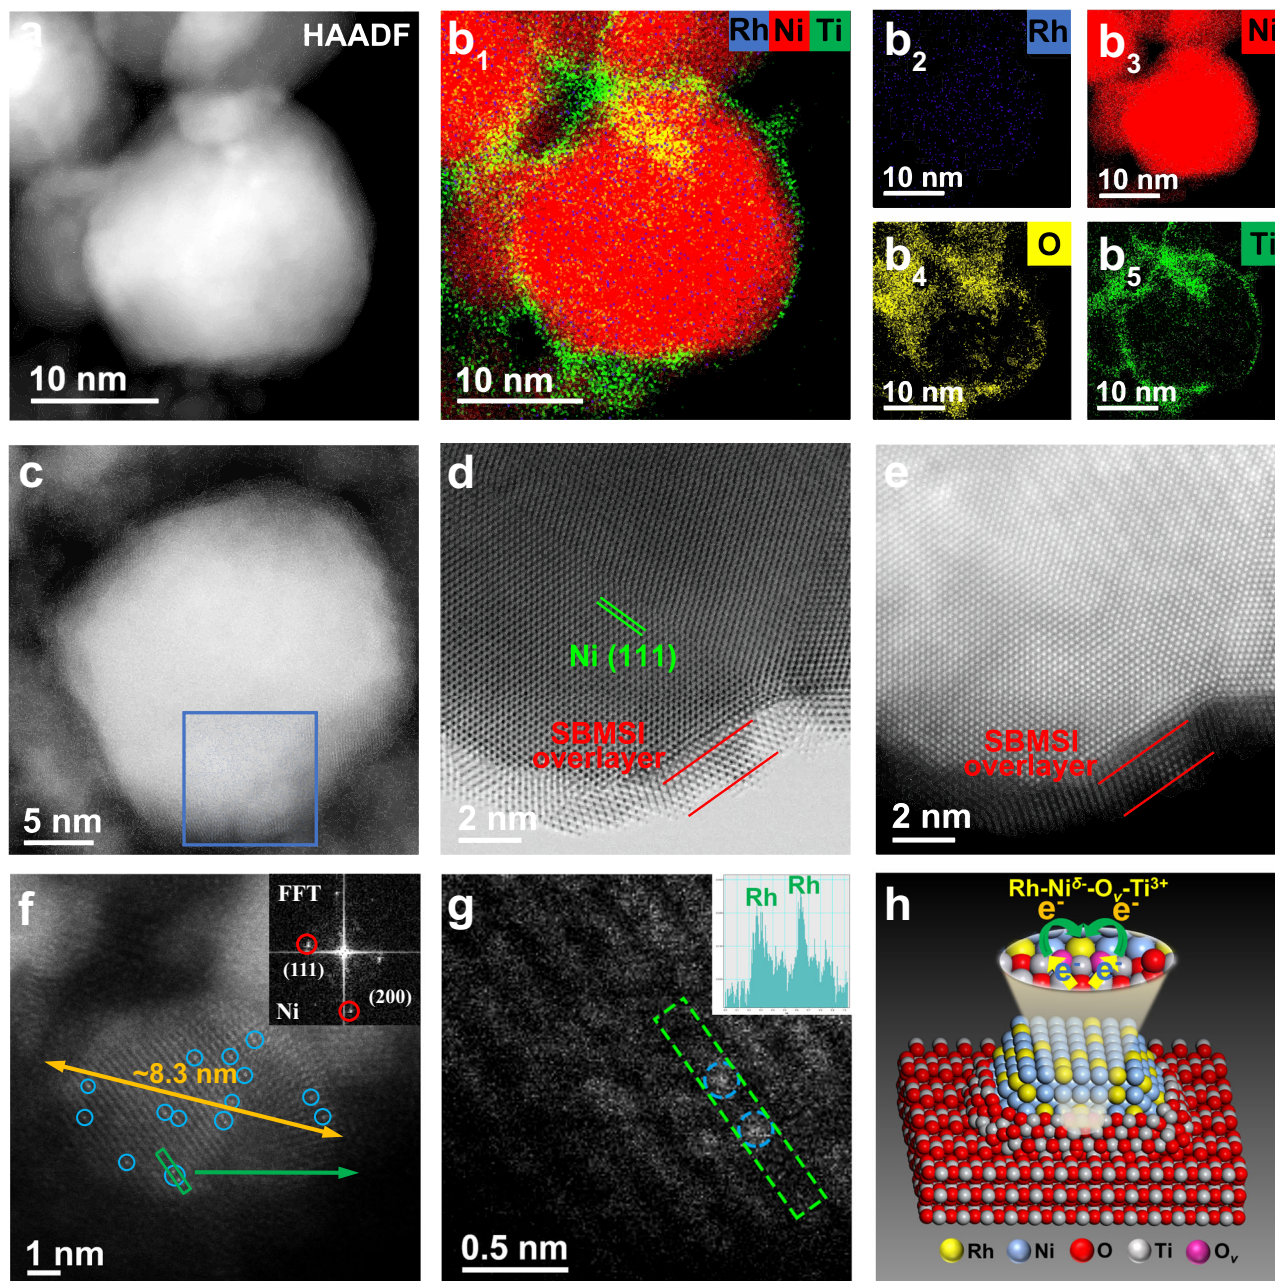 a
HAADF
10 nm
b1
Rh Ni Ti
10 nm
b2
Rh
10 nm
b3
Ni
10 nm
b4
O
10 nm
b5
Ti
10 nm
c
5 nm
d
Ni (111)
SBMSI
overlayer
2 nm
e
SBMSI
overlayer
2 nm
f
FFT
(111)
(200)
Ni
~8.3 nm
1 nm
g
Rh
Rh
0.5 nm
h
Rh-Niδ--Ov-Ti3+
e- e-
e- e-
Rh Ni O Ti Ov